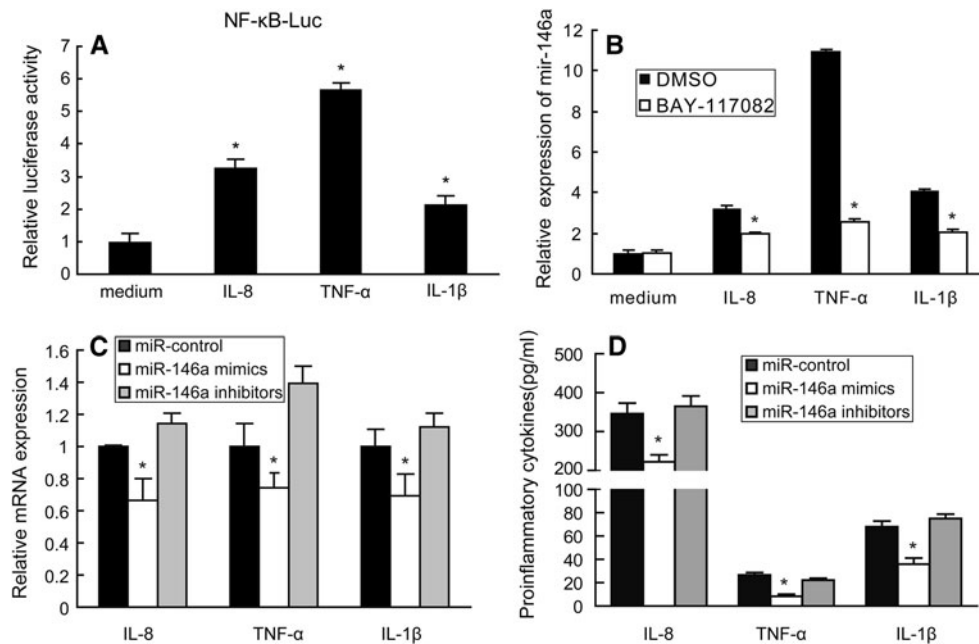 NF-κB-Luc
A
Relative luciferase activity
7
6
5
4
3
2
1
0
*
*
*
medium IL-8 TNF-α IL-1β
B
Relative expression of mir-146a
12
10
8
6
4
2
0
DMSO
BAY-117082
*
*
*
medium IL-8 TNF-α IL-1β
C
Relative mRNA expression
1.6
1.4
1.2
1
0.8
0.6
0.4
0.2
0
miR-control
miR-146a mimics
miR-146a inhibitors
*
*
*
IL-8 TNF-α IL-1β
D
Proinflammatory cytokines(pg/ml)
500
400
300
200
100
80
60
40
20
0
miR-control
miR-146a mimics
miR-146a inhibitors
*
*
*
IL-8 TNF-α IL-1β